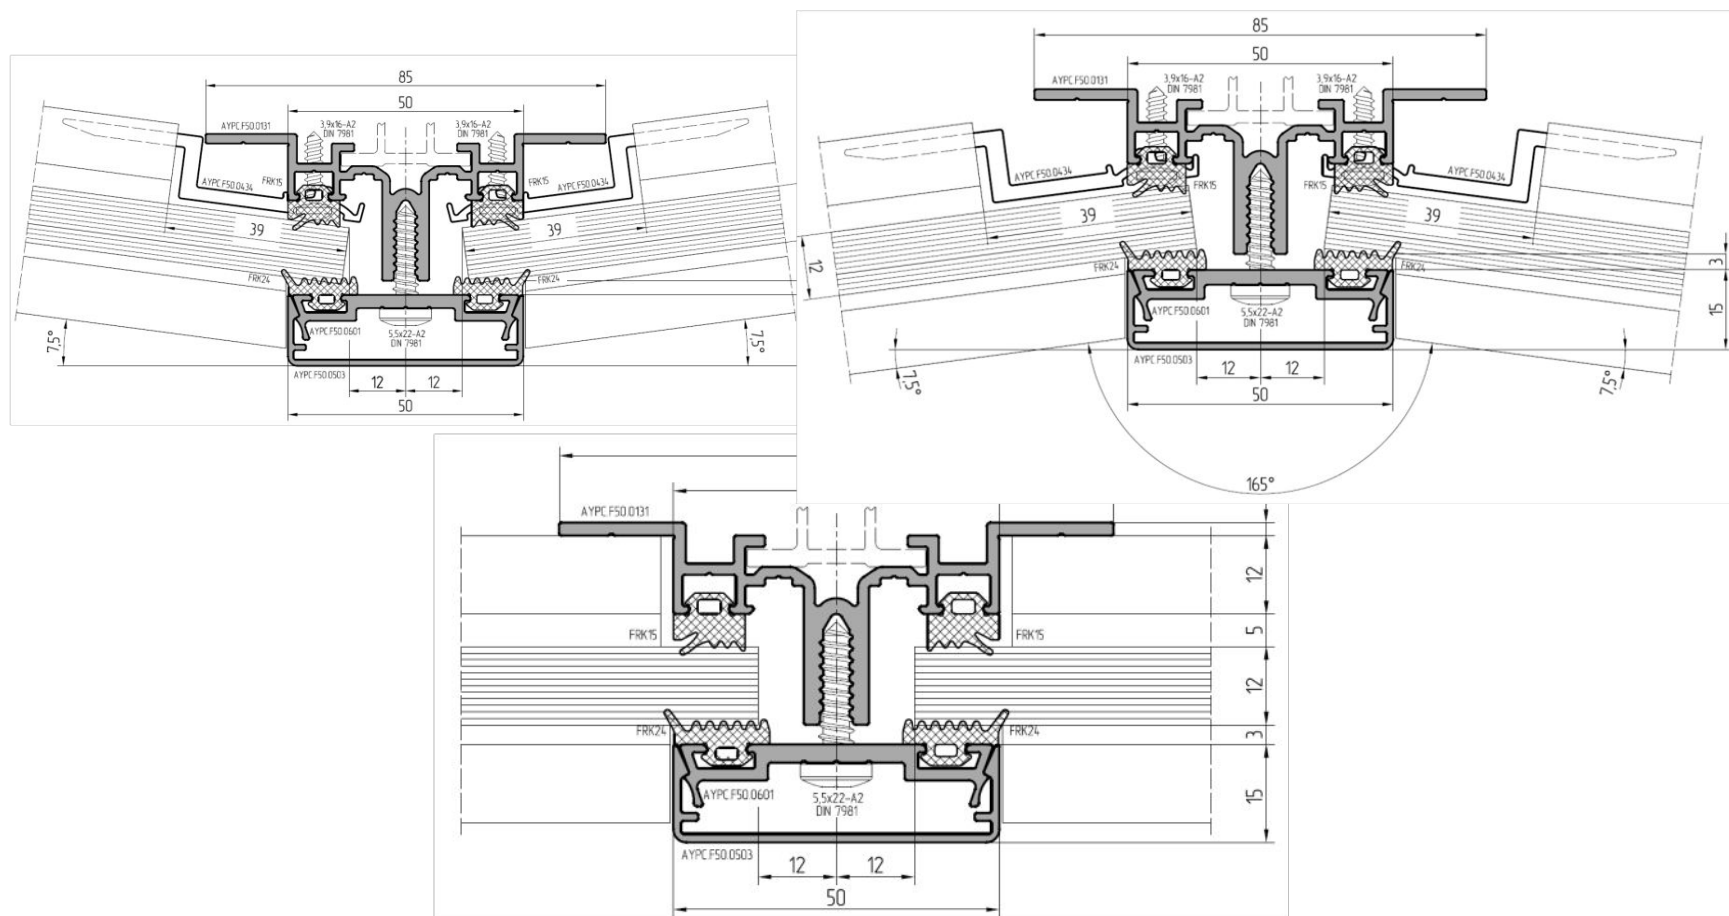 85
50
AYPC.F50.0131
3,9x16-A2
DIN 7981
3,9x16-A2
DIN 7981
AYPC.F50.0434
FRK15
AYPC.F50.0434
39
39
FRK24
FRK24
AYPC.F50.0601
5,5x22-A2
DIN 7981
7,5°
7,5°
AYPC.F50.0503
12
12
50
85
50
AYPC.F50.0131
3,9x16-A2
DIN 7981
3,9x16-A2
DIN 7981
AYPC.F50.0434
FRK15
FRK15
AYPC.F50.0434
39
39
12
FRK24
FRK24
3
15
AYPC.F50.0601
5,5x22-A2
DIN 7981
AYPC.F50.0503
7,5°
7,5°
12
12
50
165°
AYPC.F50.0131
12
FRK15
FRK15
5
12
FRK24
FRK24
3
AYPC.F50.0601
5,5x22-A2
DIN 7981
15
AYPC.F50.0503
12
12
50